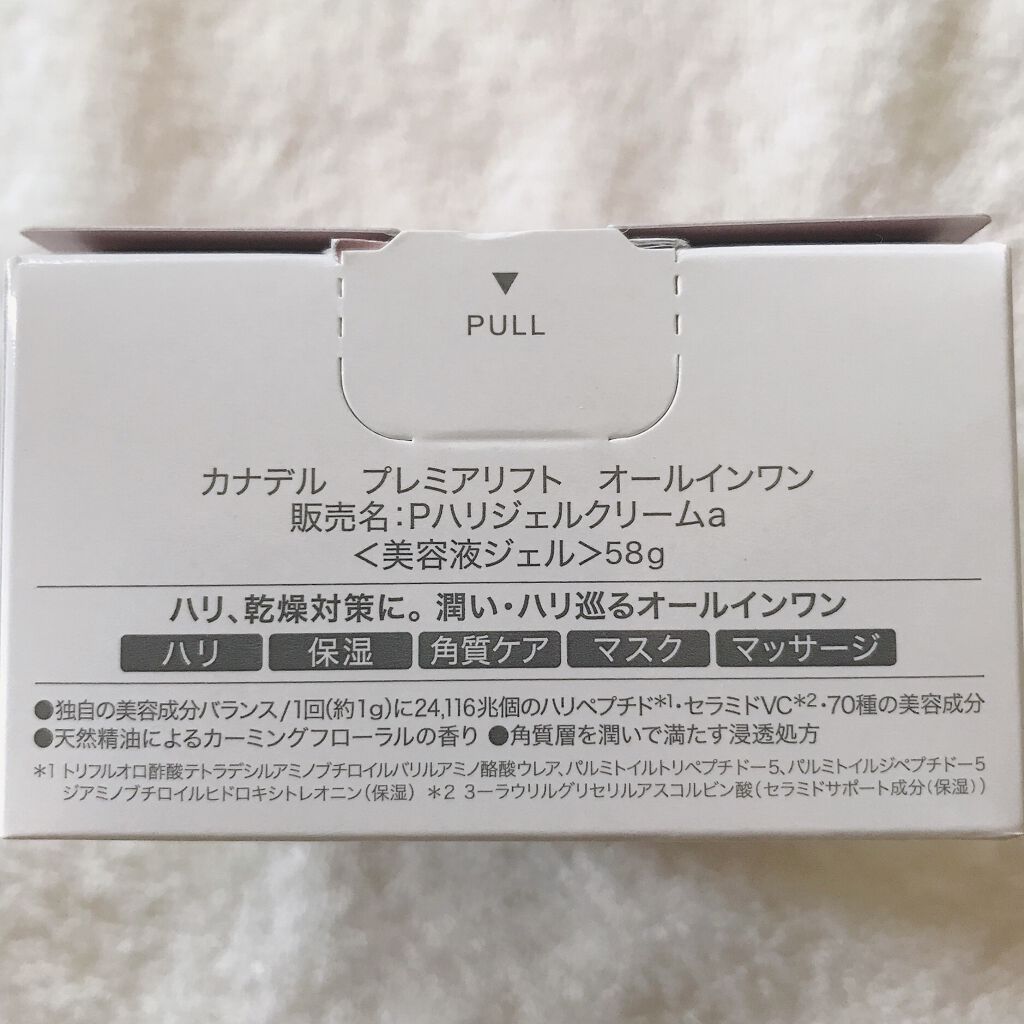 ▼
PULL
カナデル　プレミアリフト　オールインワン
販売名:Pハリジェルクリームa
＜美容液ジェル＞58g
ハリ、乾燥対策に。潤い・ハリ巡るオールインワン
ハリ 保湿 角質ケア マスク マッサージ
●独自の美容成分バランス/1回(約1g)に24,116兆個のハリペプチド*1・セラミドVC*2・70種の美容成分
●天然精油によるカーミングフローラルの香り ●角質層を潤いで満たす浸透処方
*1 トリフルオロ酢酸テトラデシルアミノブチロイルバリルアミノ酪酸ウレア、パルミトイルトリペプチドー5、パルミトイルジペプチドー5
ジアミノブチロイルヒドロキシトレオニン(保湿) *2 3ーラウリルグリセリルアスコルビン酸(セラミドサポート成分(保湿))